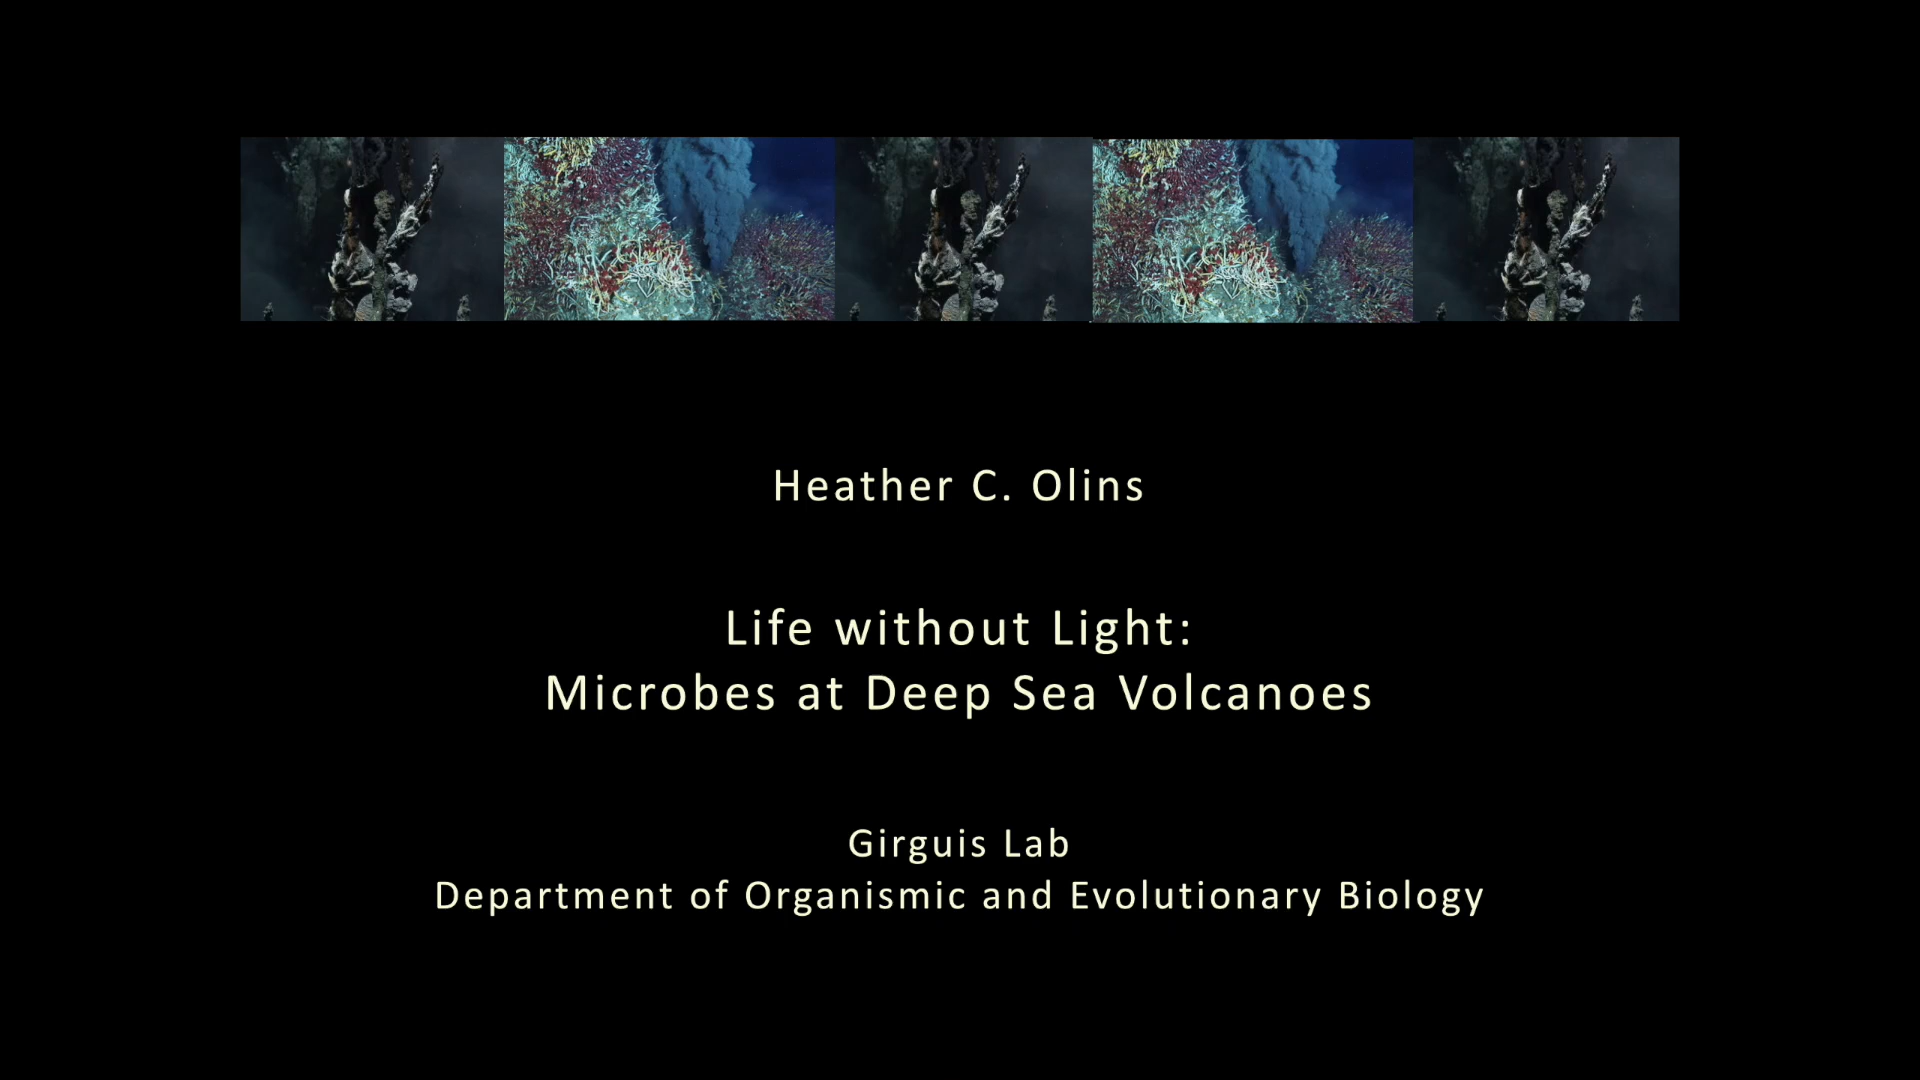 Heather C. Olins
Life without Light:
Microbes at Deep Sea Volcanoes
Girguis Lab
Department of Organismic and Evolutionary Biology